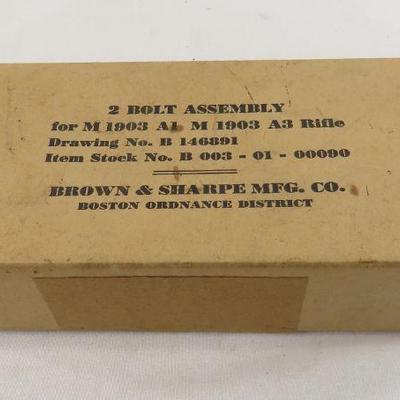 2 BOLT ASSEMBLY
for M 1903 A1 M 1903 A3 Rifle
Drawing No. B 146891
Item Stock No. B 003 - 01 - 00090
BROWN & SHARPE MFG. CO.
BOSTON ORDNANCE DISTRICT